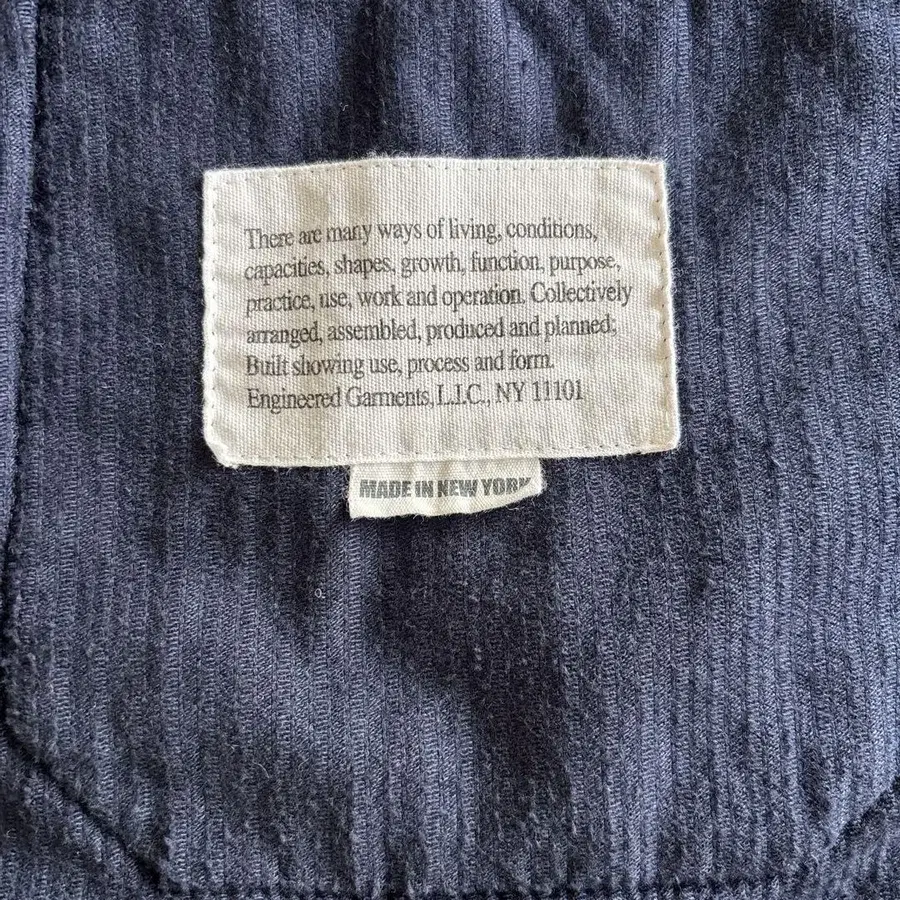 There are many ways of living, conditions,
capacities, shapes, growth, function, purpose,
practice, use, work and operation. Collectively
arranged, assembled, produced and planned;
Built showing use, process and form.
Engineered Garments, L.I.C., NY 11101
MADE IN NEW YORK